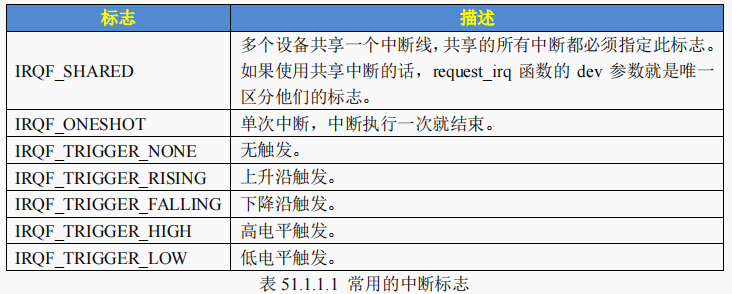 标志 描述
多个设备共享一个中断线，共享的所有中断都必须指定此标志。
IRQF_SHARED 如果使用共享中断的话，request_irq 函数的 dev 参数就是唯一
区分他们的标志。
IRQF_ONESHOT 单次中断，中断执行一次就结束。
IRQF_TRIGGER_NONE 无触发。
IRQF_TRIGGER_RISING 上升沿触发。
IRQF_TRIGGER_FALLING 下降沿触发。
IRQF_TRIGGER_HIGH 高电平触发。
IRQF_TRIGGER_LOW 低电平触发。
表 51.1.1.1 常用的中断标志